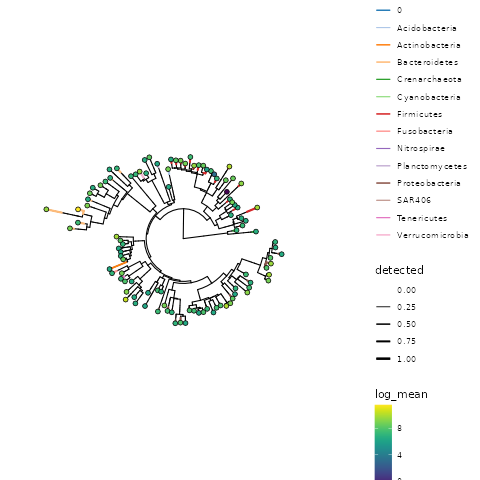 0
Acidobacteria
Actinobacteria
Bacteroidetes
Crenarchaeota
Cyanobacteria
Firmicutes
Fusobacteria
Nitrospirae
Planctomycetes
Proteobacteria
SAR406
Tenericutes
Verrucomicrobia
detected
0.00
0.25
0.50
0.75
1.00
log_mean
8
4